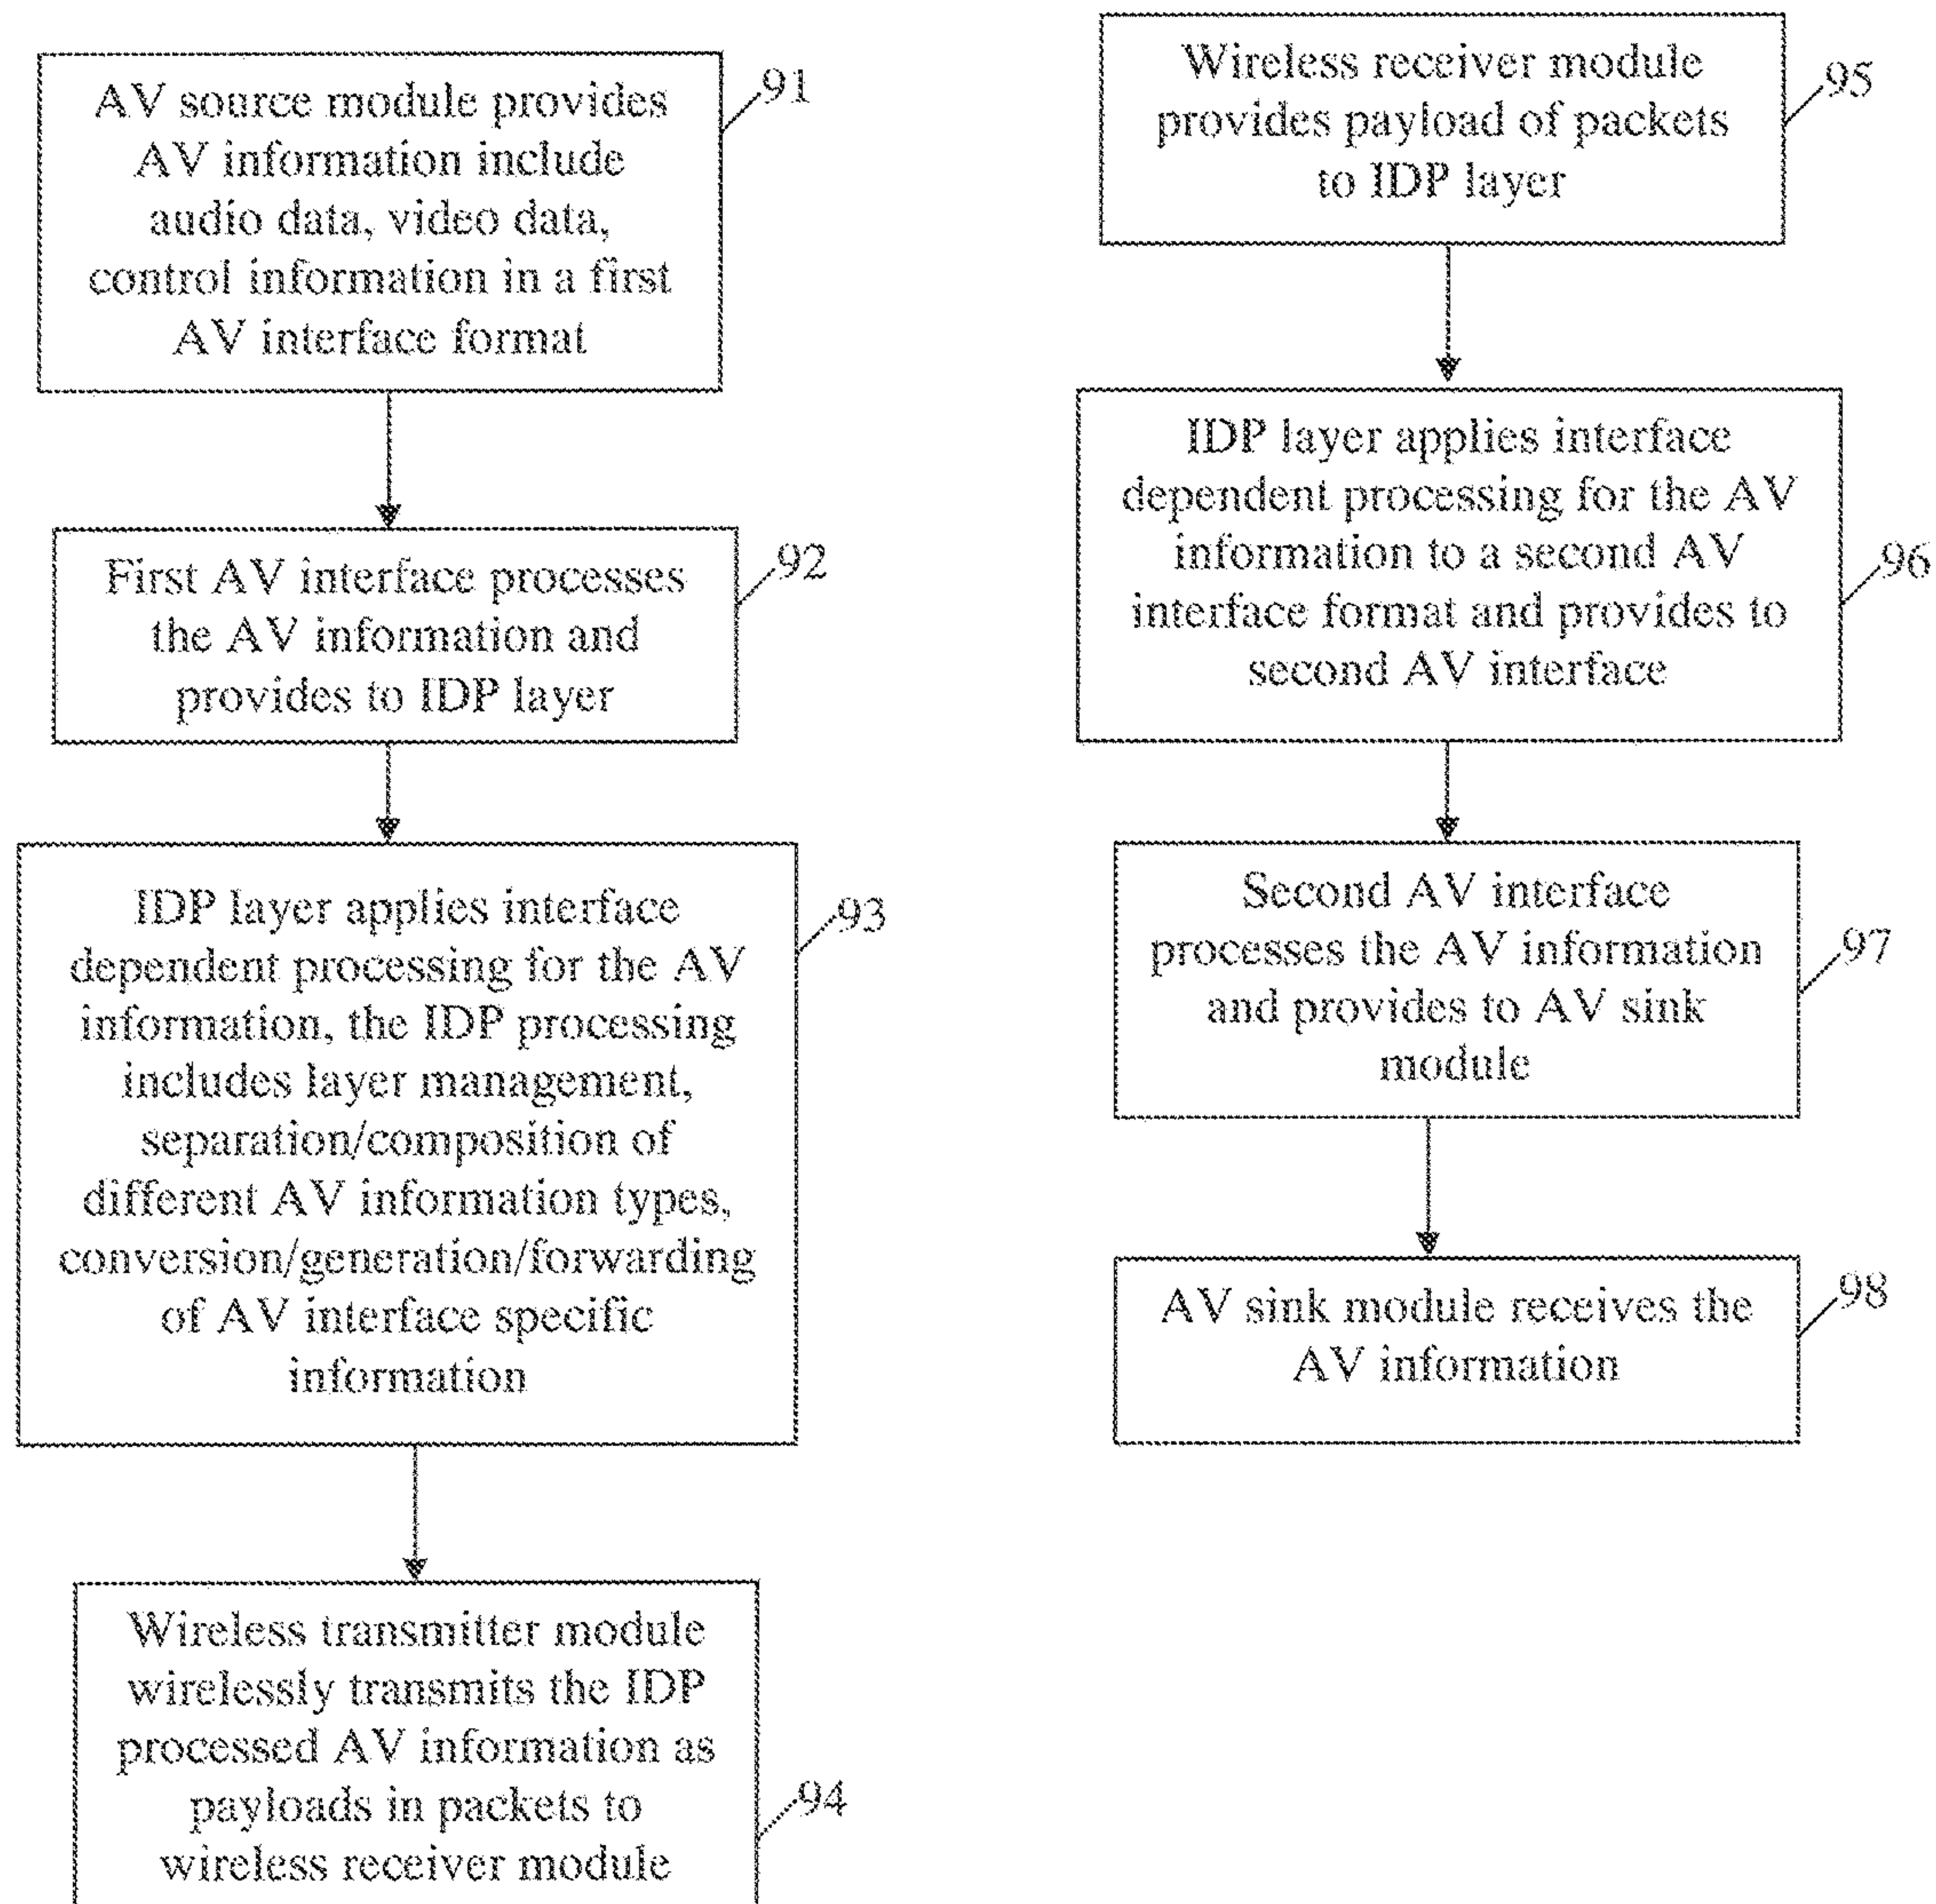 AV source module provides
AV information include
audio data, video data,
control information in a first
AV interface format
91
First AV interface processes
the AV information and
provides to IDP layer
92
IDP layer applies interface
dependent processing for the AV
information, the IDP processing
includes layer management,
separation/composition of
different AV information types,
conversion/generation/forwarding
of AV interface specific
information
93
Wireless transmitter module
wirelessly transmits the IDP
processed AV information as
payloads in packets to
wireless receiver module
94
Wireless receiver module
provides payload of packets
to IDP layer
95
IDP layer applies interface
dependent processing for the AV
information to a second AV
interface format and provides to
second AV interface
96
Second AV interface
processes the AV information
and provides to AV sink
module
97
AV sink module receives the
AV information
98